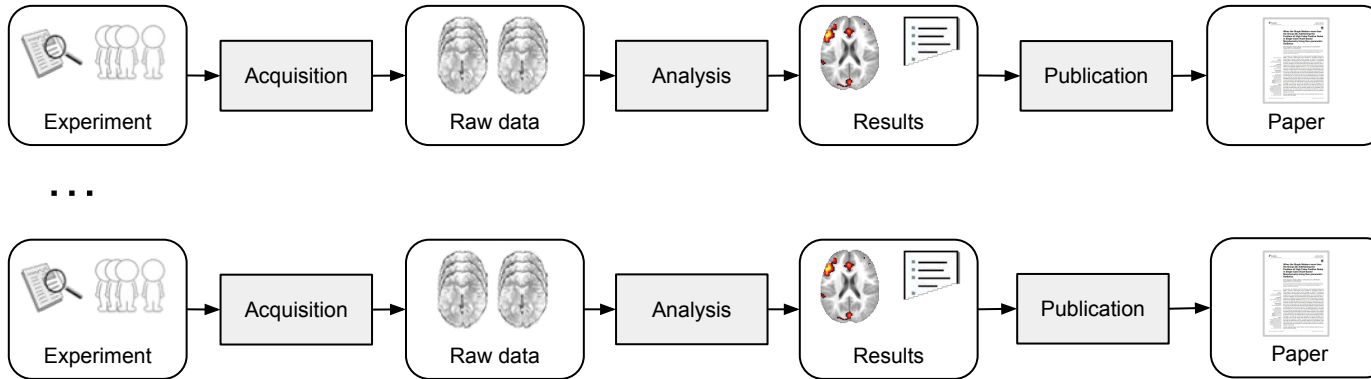 Acquisition
Analysis
Publication
Experiment
Raw data
Results
Paper
...
Acquisition
Analysis
Publication
Experiment
Raw data
Results
Paper